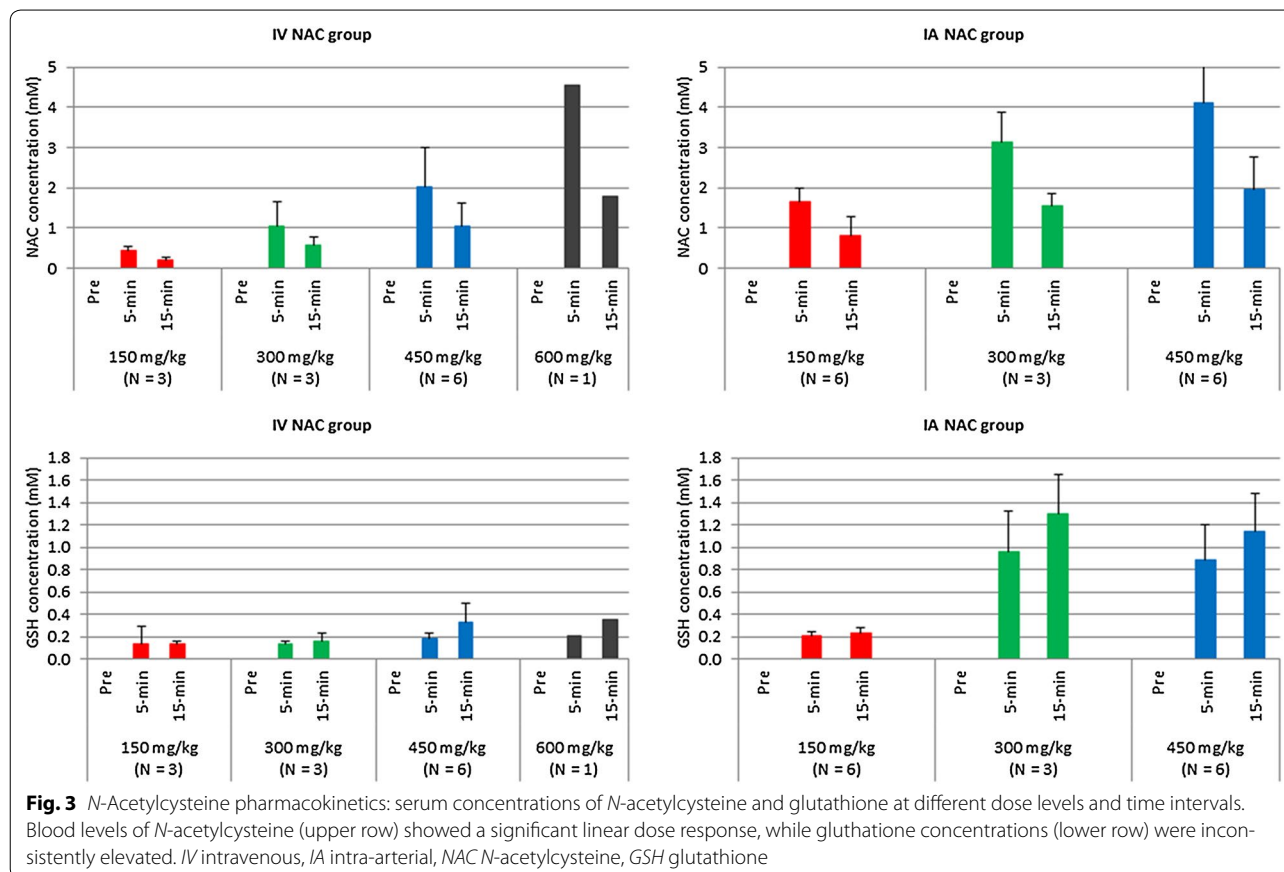 IV NAC group
NAC concentration (mM)
5
4
3
2
1
0
Pre
5-min
15-min
Pre
5-min
15-min
Pre
5-min
15-min
Pre
5-min
15-min
150 mg/kg
(N = 3)
300 mg/kg
(N = 3)
450 mg/kg
(N = 6)
600 mg/kg
(N = 1)
IA NAC group
NAC concentration (mM)
5
4
3
2
1
0
Pre
5-min
15-min
Pre
5-min
15-min
Pre
5-min
15-min
150 mg/kg
(N = 6)
300 mg/kg
(N = 3)
450 mg/kg
(N = 6)
IV NAC group
GSH concentration (mM)
1.8
1.6
1.4
1.2
1.0
0.8
0.6
0.4
0.2
0.0
Pre
5-min
15-min
Pre
5-min
15-min
Pre
5-min
15-min
Pre
5-min
15-min
150 mg/kg
(N = 3)
300 mg/kg
(N = 3)
450 mg/kg
(N = 6)
600 mg/kg
(N = 1)
IA NAC group
GSH concentration (mM)
1.8
1.6
1.4
1.2
1.0
0.8
0.6
0.4
0.2
0.0
Pre
5-min
15-min
Pre
5-min
15-min
Pre
5-min
15-min
150 mg/kg
(N = 6)
300 mg/kg
(N = 3)
450 mg/kg
(N = 6)
Fig. 3 N-Acetylcysteine pharmacokinetics: serum concentrations of N-acetylcysteine and glutathione at different dose levels and time intervals.
Blood levels of N-acetylcysteine (upper row) showed a significant linear dose response, while gluthatione concentrations (lower row) were incon-
sistently elevated. IV intravenous, IA intra-arterial, NAC N-acetylcysteine, GSH glutathione